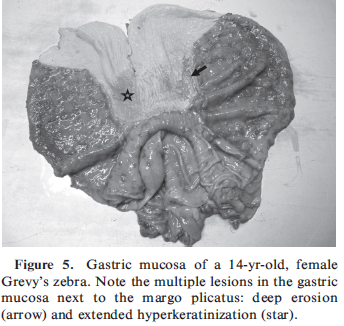 Figure 5. Gastric mucosa of a 14-yr-old, female
Grevy's zebra. Note the multiple lesions in the gastric
mucosa next to the margo plicatus: deep erosion
(arrow) and extended hyperkeratinization (star).